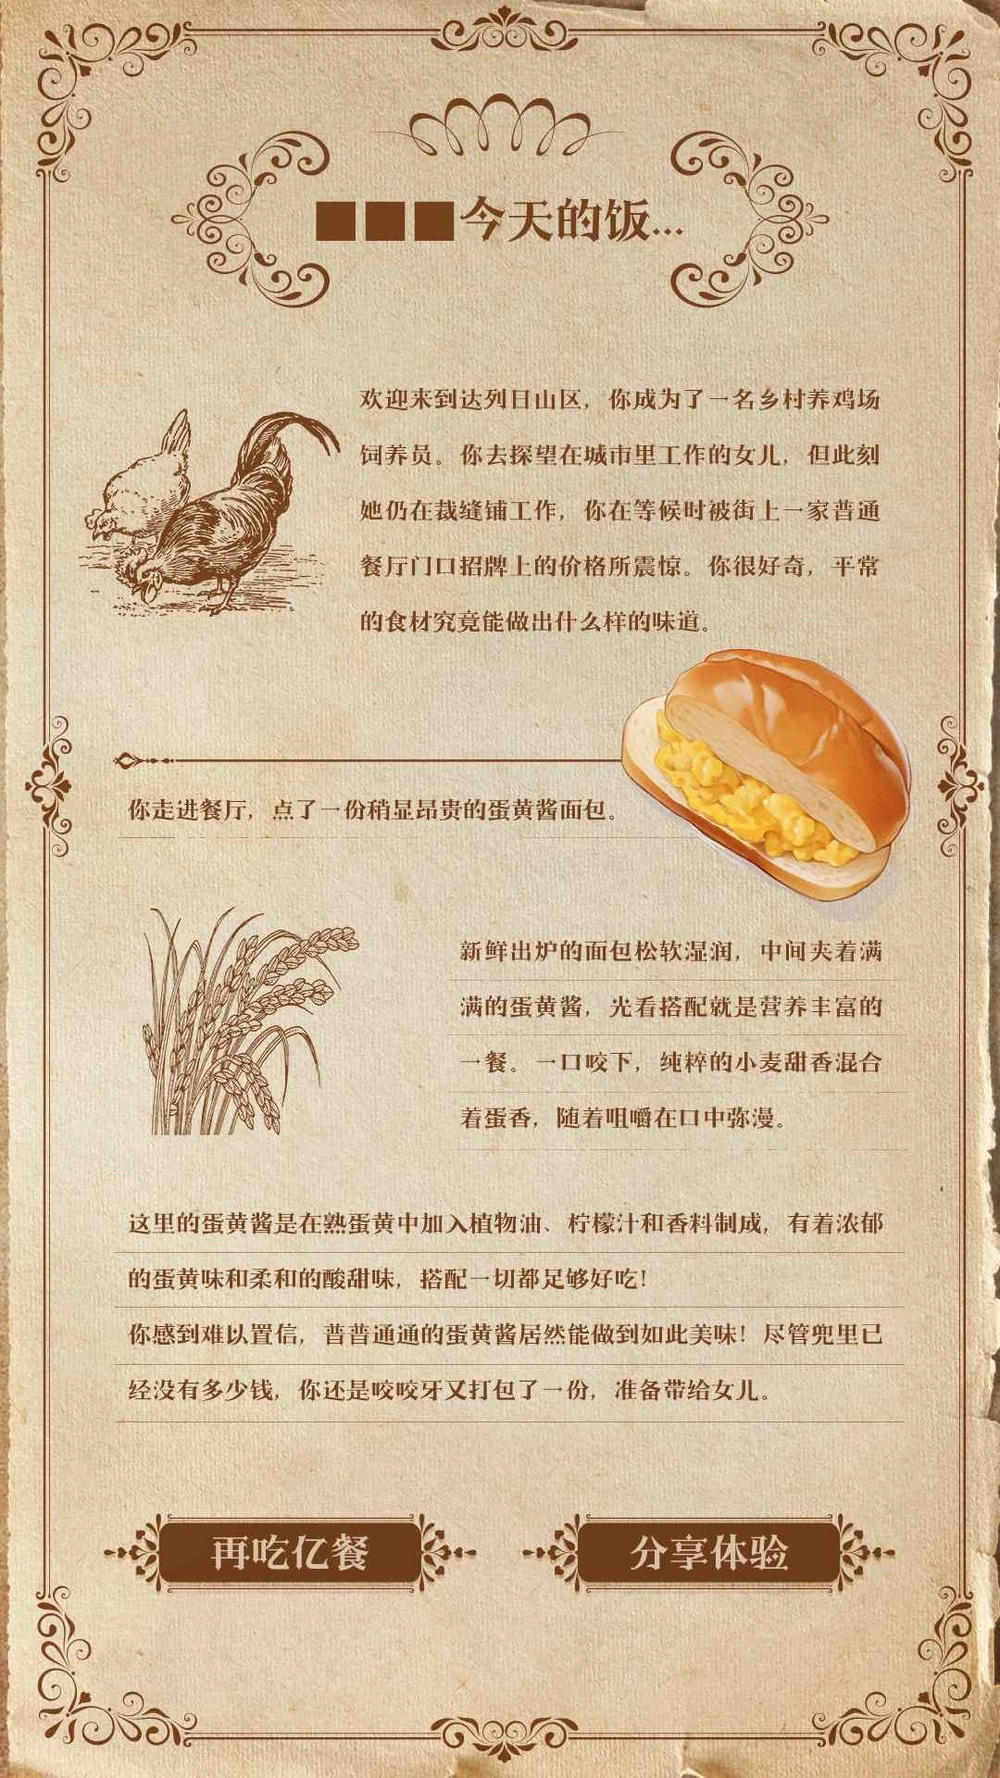 ■■■今天的饭...
欢迎来到达列日山区，你成为了一名乡村养鸡场
饲养员。你去探望在城市里工作的女儿，但此刻
她仍在裁缝铺工作，你在等候时被街上一家普通
餐厅门口招牌上的价格所震惊。你很好奇，平常
的食材究竟能做出什么样的味道。
你走进餐厅，点了一份稍显昂贵的蛋黄酱面包。
新鲜出炉的面包松软湿润，中间夹着满
满的蛋黄酱，光看搭配就是营养丰富的
一餐。一口咬下，纯粹的小麦甜香混合
着蛋香，随着咀嚼在口中弥漫。
这里的蛋黄酱是在熟蛋黄中加入植物油、柠檬汁和香料制成，有着浓郁
的蛋黄味和柔和的酸甜味，搭配一切都足够好吃！
你感到难以置信，普普通通的蛋黄酱居然能做到如此美味！尽管兜里已
经没有多少钱，你还是咬咬牙又打包了一份，准备带给女儿。
再吃亿餐
分享体验